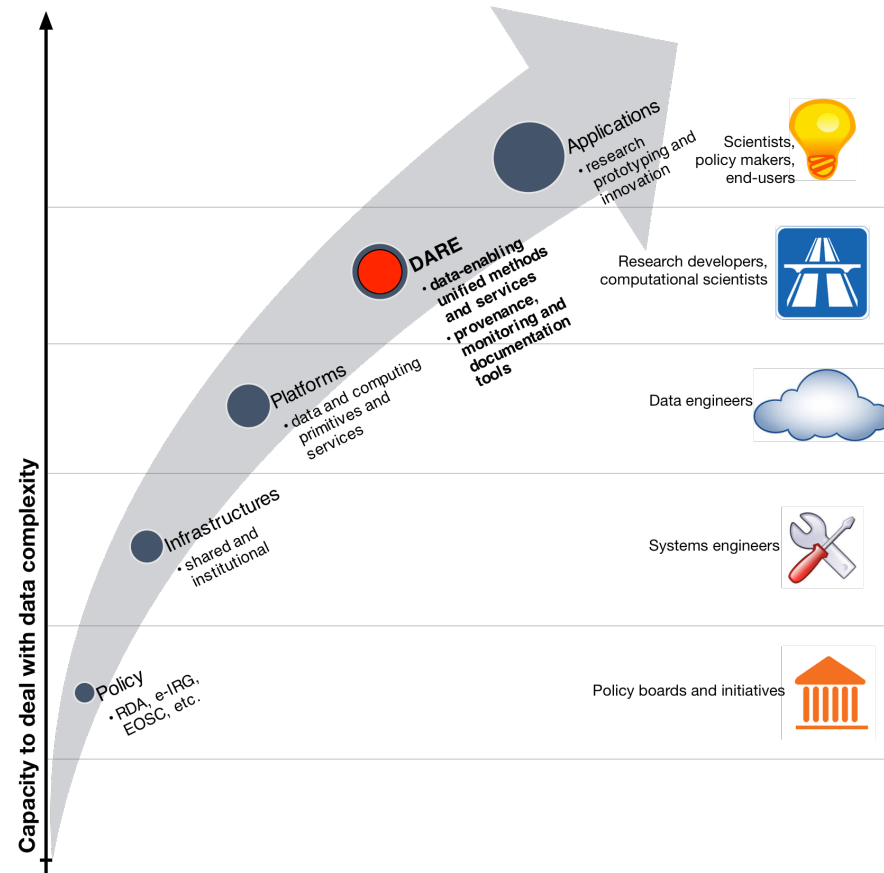 Applications
• research
prototyping and
innovation
Scientists,
policy makers,
end-users
DARE
• data-enabling
unified methods
and services
• provenance,
monitoring and
documentation
tools
Research developers,
computational scientists
Platforms
• data and computing
primitives and
services
Data engineers
Infrastructures
• shared and
institutional
Systems engineers
Policy
• RDA, e-IRG,
EOSC, etc.
Policy boards and initiatives
Capacity to deal with data complexity